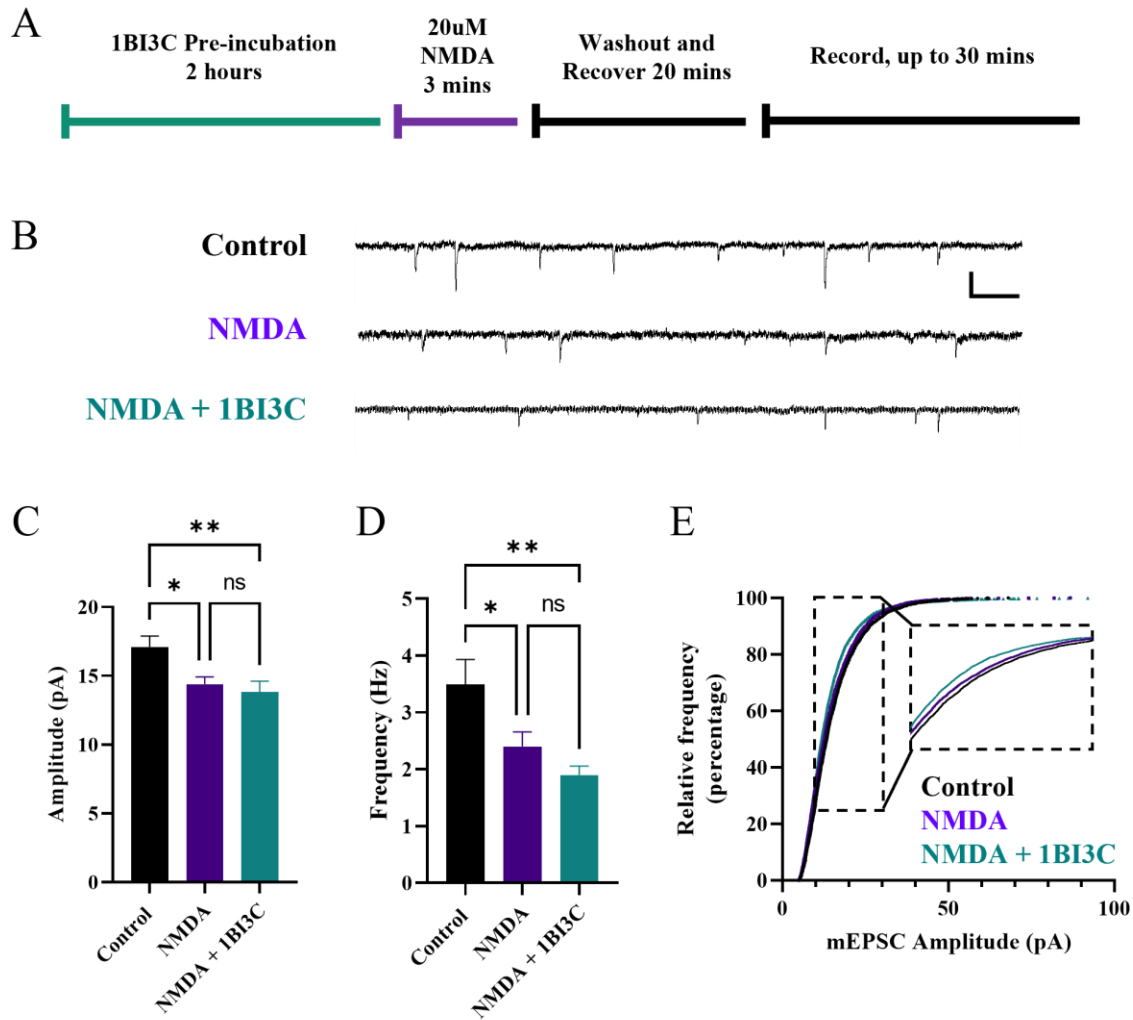 A
1BI3C Pre-incubation
2 hours
20uM
NMDA
3 mins
Washout and
Recover 20 mins
Record, up to 30 mins
B
Control
NMDA
NMDA + 1BI3C
C
**
*
ns
Amplitude (pA)
20
15
10
5
0
Control
NMDA
NMDA + 1BI3C
D
**
*
ns
Frequency (Hz)
5
4
3
2
1
0
Control
NMDA
NMDA + 1BI3C
E
Relative frequency
(percentage)
100
80
60
40
20
0
Control
NMDA
NMDA + 1BI3C
0
50
100
mEPSC Amplitude (pA)